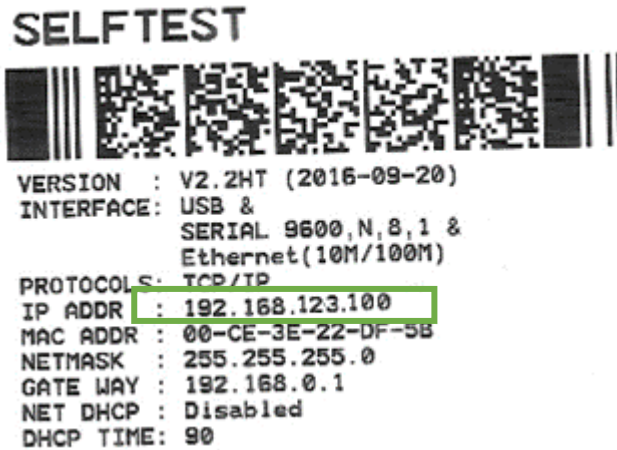 SELFTEST
VERSION : V2.2HT (2016-09-20)
INTERFACE: USB &
SERIAL 9600,N,8,1 &
Ethernet(10M/100M)
PROTOCOLS: TCP/IP
IP ADDR : 192.168.123.100
MAC ADDR : 00-CE-3E-22-DF-5B
NETMASK : 255.255.255.0
GATE WAY : 192.168.0.1
NET DHCP : Disabled
DHCP TIME: 90